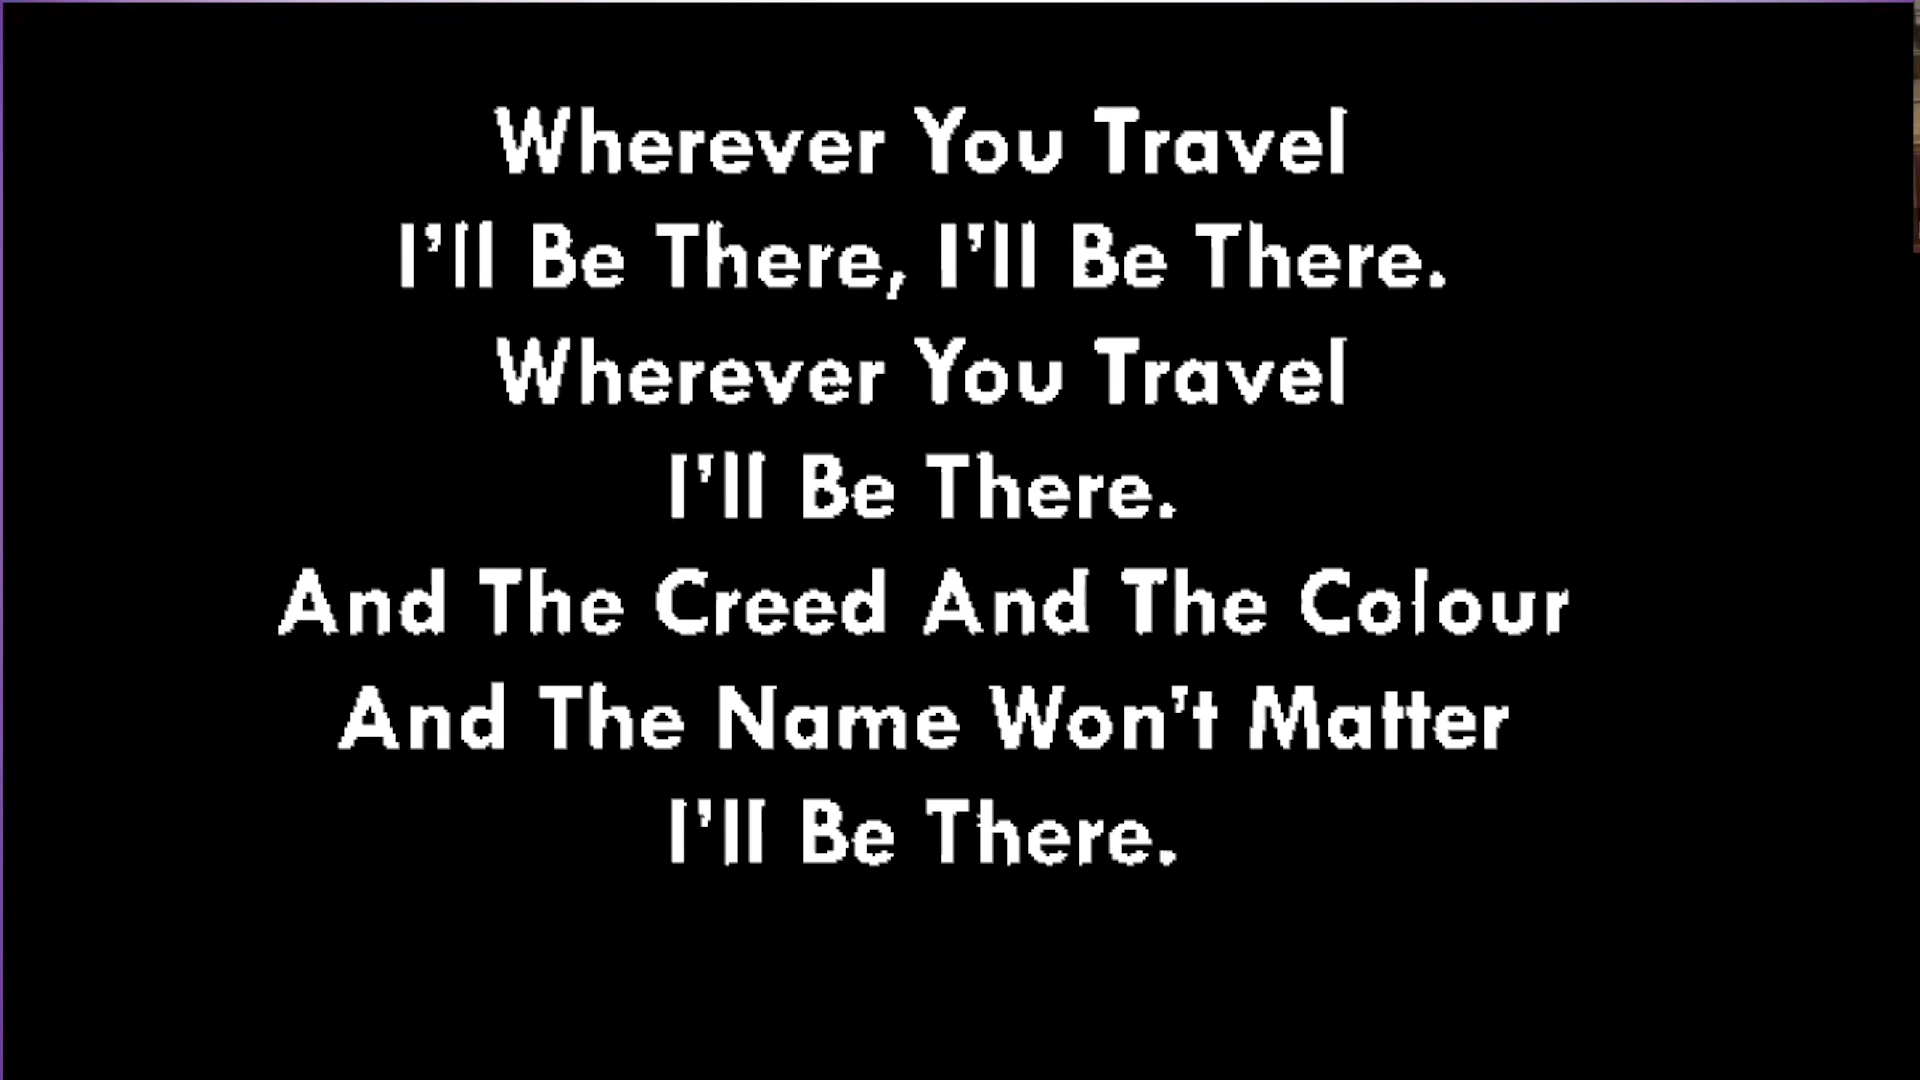 Wherever You Travel
I'll Be There, I'll Be There.
Wherever You Travel
I'll Be There.
And The Creed And The Colour
And The Name Won't Matter
I'll Be There.